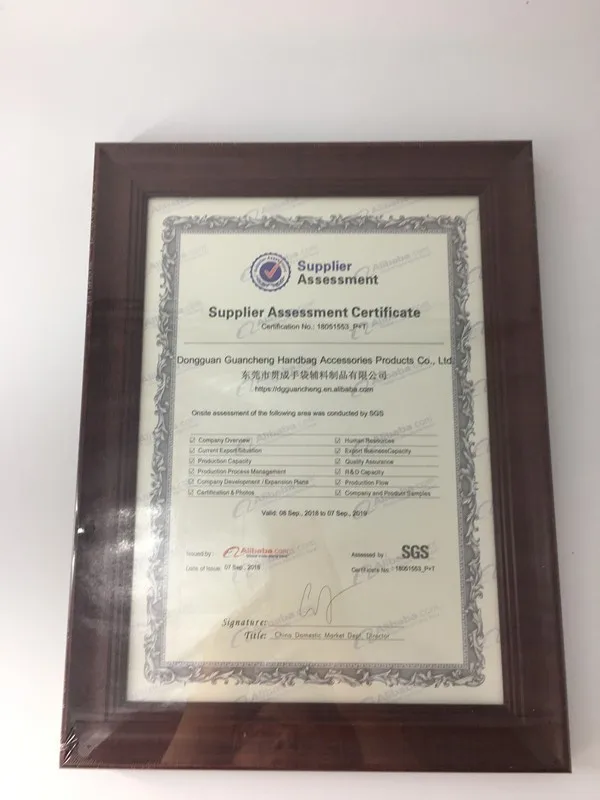 Supplier
Assessment
Supplier Assessment Certificate
Certification No.: 18051553_P+T
Dongguan Guancheng Handbag Accessories Products Co., Ltd.
东莞市贯成手袋辅料制品有限公司
https://dgguancheng.en.alibaba.com
Onsite assessment of the following area was conducted by SGS
Company Overview Human Resources
Current Export Situation Export BusinessCapacity
Production Capacity Quality Assurance
Production Process Management R&D Capacity
Company Development / Expansion Plans Production Flow
Certification & Photos Company and Product Samples
Valid: 08 Sep., 2018 to 07 Sep., 2019
Issued by: Alibaba.com Assessed by: SGS
Date of Issue: 07 Sep., 2018 Certificate No.: 18051553_P+T
Signature:
Title: China Domestic Market Dept. Director